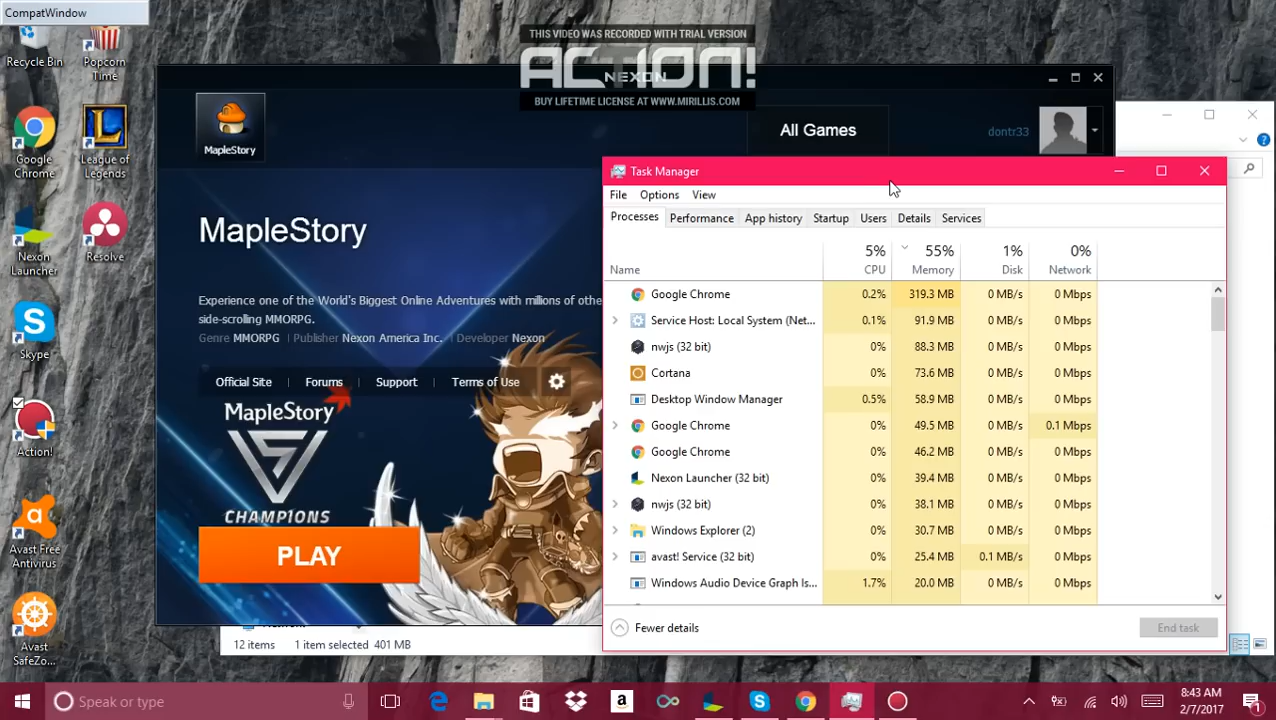 CompatWindow
THIS VIDEO WAS RECORDED WITH TRIAL VERSION
ACTION!
BUY LIFETIME LICENSE AT WWW.MIRILLIS.COM
Recycle Bin
Popcorn
Time
Google
Chrome
League of
Legends
Nexon
Launcher
Resolve
Skype
Action!
Avast Free
Antivirus
Avast
SafeZo...
NEXON
MapleStory
All Games
dontr33
MapleStory
Experience one of the World's Biggest Online Adventures with millions of othe
side-scrolling MMORPG.
Genre MMORPG | Publisher Nexon America Inc. | Developer Nexon
Official Site | Forums | Support | Terms of Use
MapleStory
V
CHAMP1ONS
PLAY
12 items 1 item selected 401 MB
Task Manager
File Options View
Processes Performance App history Startup Users Details Services
5% 55% 1% 0%
Name CPU Memory Disk Network
Google Chrome 0.2% 319.3 MB 0 MB/s 0 Mbps
Service Host: Local System (Net... 0.1% 91.9 MB 0 MB/s 0 Mbps
nwjs (32 bit) 0% 88.3 MB 0 MB/s 0 Mbps
Cortana 0% 73.6 MB 0 MB/s 0 Mbps
Desktop Window Manager 0.5% 58.9 MB 0 MB/s 0 Mbps
Google Chrome 0% 49.5 MB 0 MB/s 0.1 Mbps
Google Chrome 0% 46.2 MB 0 MB/s 0 Mbps
Nexon Launcher (32 bit) 0% 39.4 MB 0 MB/s 0 Mbps
nwjs (32 bit) 0% 38.1 MB 0 MB/s 0 Mbps
Windows Explorer (2) 0% 30.7 MB 0 MB/s 0 Mbps
avast! Service (32 bit) 0% 25.4 MB 0.1 MB/s 0 Mbps
Windows Audio Device Graph Is... 1.7% 20.0 MB 0 MB/s 0 Mbps
Fewer details
End task
Speak or type
8:43 AM
2/7/2017
1